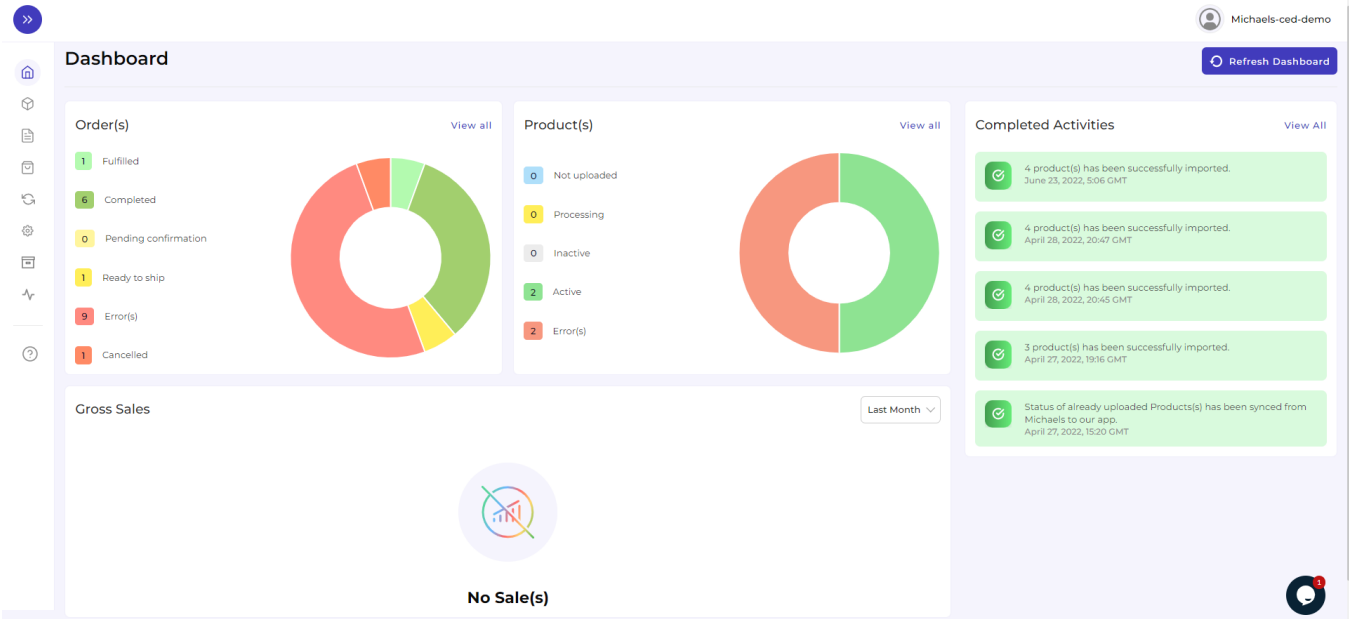 Michaels-ced-demo
Dashboard
Refresh Dashboard
Order(s)
View all
1 Fulfilled
6 Completed
0 Pending confirmation
1 Ready to ship
9 Error(s)
1 Cancelled
Product(s)
View all
0 Not uploaded
0 Processing
0 Inactive
2 Active
2 Error(s)
Completed Activities
View All
4 product(s) has been successfully imported.
June 23, 2022, 5:06 GMT
4 product(s) has been successfully imported.
April 28, 2022, 20:47 GMT
4 product(s) has been successfully imported.
April 28, 2022, 20:45 GMT
3 product(s) has been successfully imported.
April 27, 2022, 19:16 GMT
Status of already uploaded Products(s) has been synced from
Michaels to our app.
April 27, 2022, 15:20 GMT
Gross Sales
Last Month
No Sale(s)
1